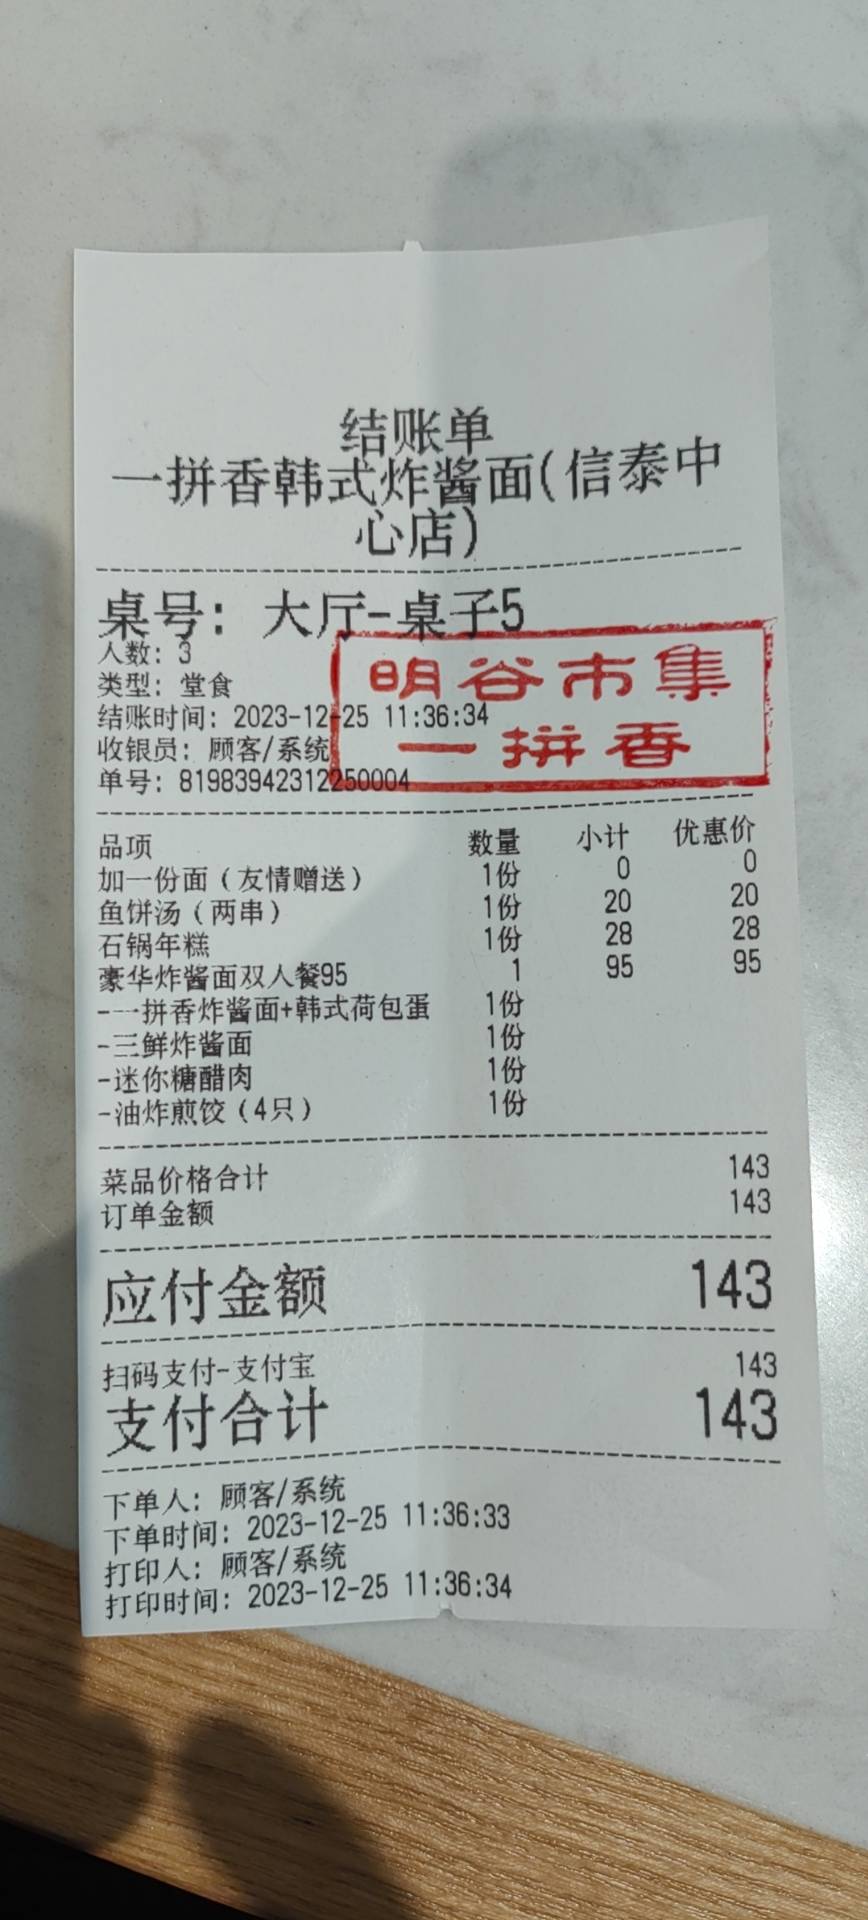 结账单
一拼香韩式炸酱面(信泰中
心店)
桌号: 大厅-桌子5
人数: 3
类型: 堂食
结账时间: 2023-12-25 11:36:34
收银员: 顾客/系统
单号: 81983942312250004
明谷市集
一拼香
品项 数量 小计 优惠价
加一份面(友情赠送) 1份 0 0
鱼饼汤(两串) 1份 20 20
石锅年糕 1份 28 28
豪华炸酱面双人餐95 1 95 95
-一拼香炸酱面+韩式荷包蛋 1份
-三鲜炸酱面 1份
-迷你糖醋肉 1份
-油炸煎饺(4只) 1份
菜品价格合计 143
订单金额 143
应付金额 143
扫码支付-支付宝 143
支付合计 143
下单人: 顾客/系统
下单时间: 2023-12-25 11:36:33
打印人: 顾客/系统
打印时间: 2023-12-25 11:36:34